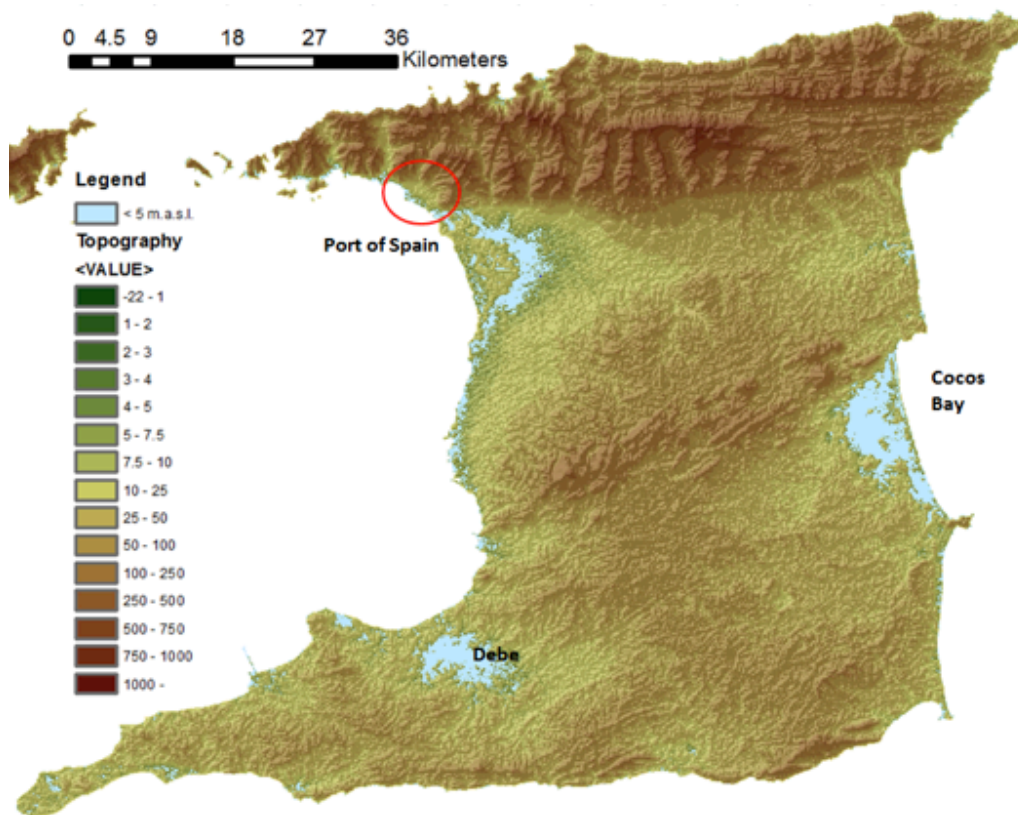 0 4.5 9 18 27 36
Kilometers
Legend
< 5 m.a.s.l.
Topography
<VALUE>
-22 - 1
1 - 2
2 - 3
3 - 4
4 - 5
5 - 7.5
7.5 - 10
10 - 25
25 - 50
50 - 100
100 - 250
250 - 500
500 - 750
750 - 1000
1000 -
Port of Spain
Cocos
Bay
Debe